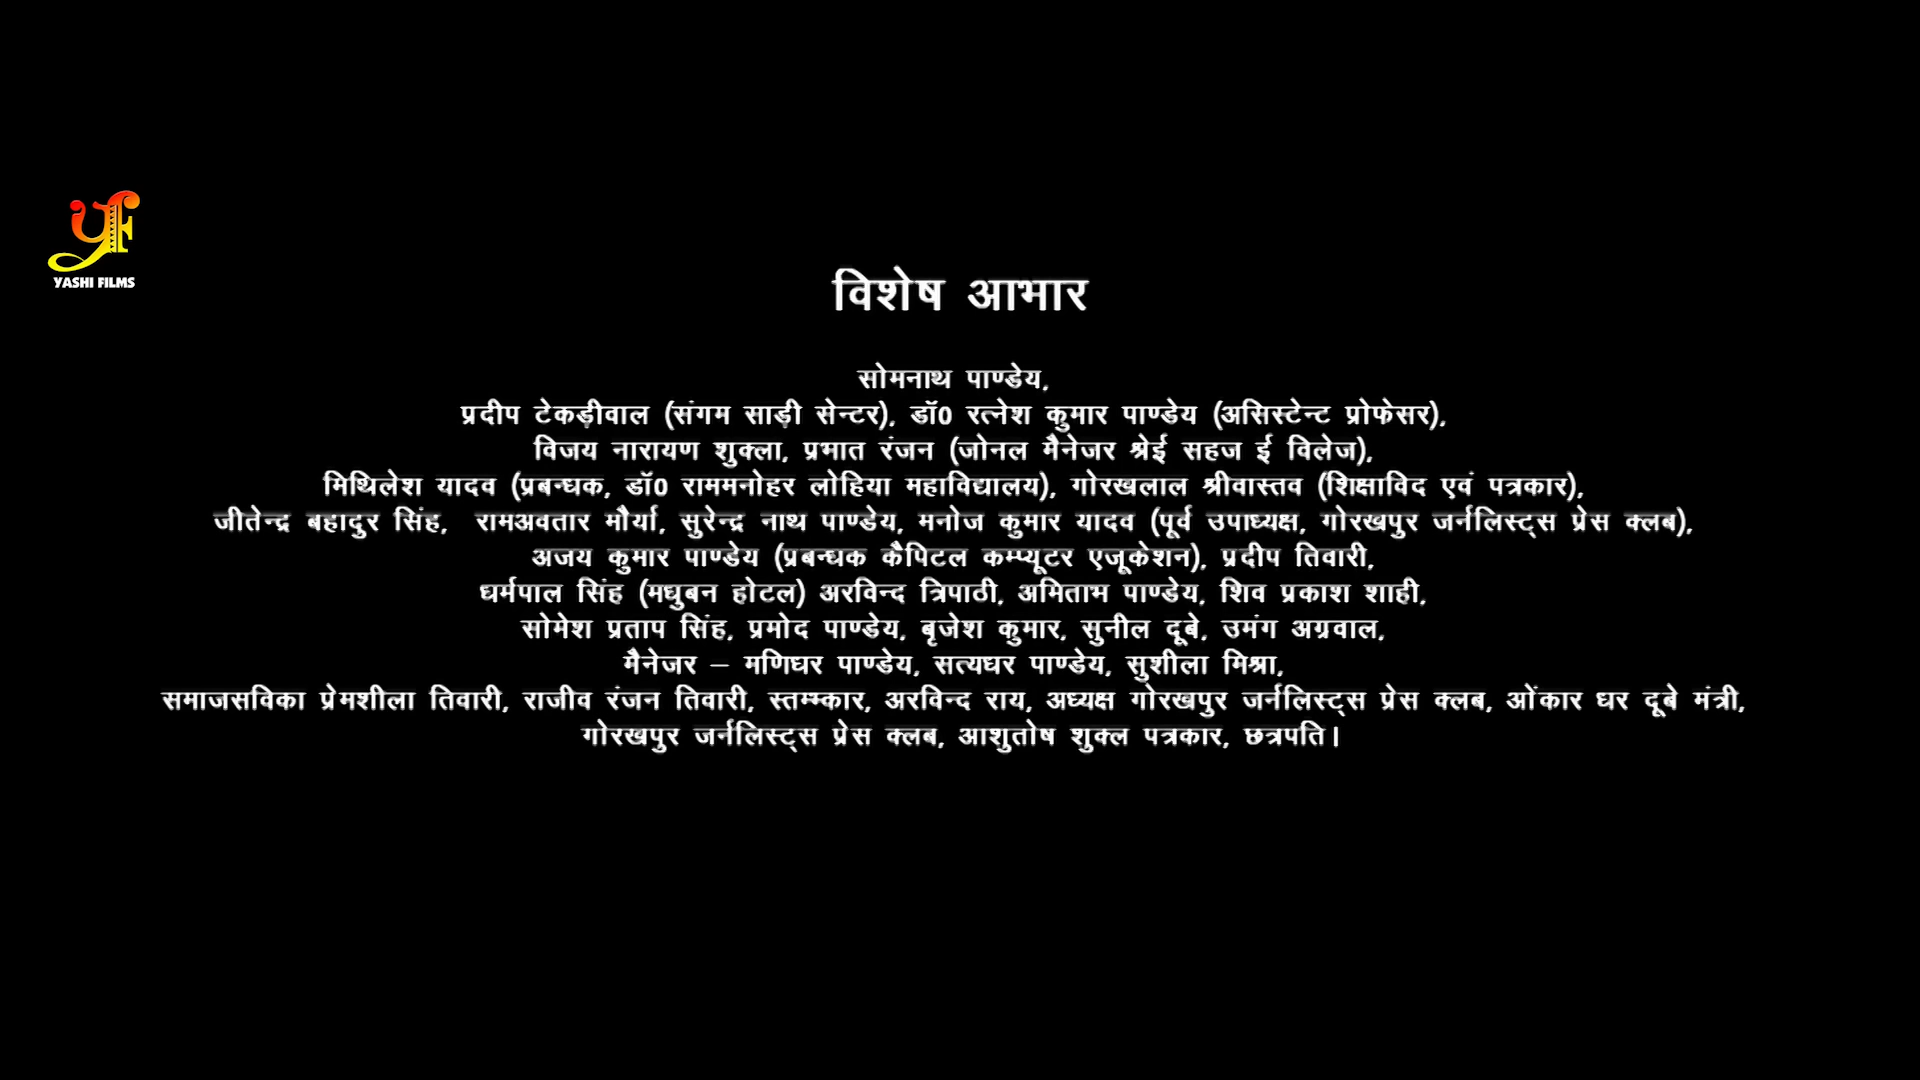 YASHI FILMS
विशेष आभार
सोमनाथ पाण्डेय,
प्रदीप टेकड़ीवाल (संगम साड़ी सेन्टर), डॉ0 रत्नेश कुमार पाण्डेय (असिस्टेन्ट प्रोफेसर),
विजय नारायण शुक्ला, प्रभात रंजन (जोनल मैनेजर श्रेई सहज ई विलेज),
मिथिलेश यादव (प्रबन्धक, डॉ0 राममनोहर लोहिया महाविद्यालय), गोरखलाल श्रीवास्तव (शिक्षाविद एवं पत्रकार),
जीतेन्द्र बहादुर सिंह, रामअवतार मौर्या, सुरेन्द्र नाथ पाण्डेय, मनोज कुमार यादव (पूर्व उपाध्यक्ष, गोरखपुर जर्नलिस्ट्स प्रेस क्लब),
अजय कुमार पाण्डेय (प्रबन्धक कैपिटल कम्प्यूटर एजूकेशन), प्रदीप तिवारी,
धर्मपाल सिंह (मधुबन होटल) अरविन्द त्रिपाठी, अमिताभ पाण्डेय, शिव प्रकाश शाही,
सोमेश प्रताप सिंह, प्रमोद पाण्डेय, बृजेश कुमार, सुनील दूबे, उमंग अग्रवाल,
मैनेजर – मणिधर पाण्डेय, सत्यधर पाण्डेय, सुशीला मिश्रा,
समाजसविका प्रेमशीला तिवारी, राजीव रंजन तिवारी, स्तम्भकार, अरविन्द राय, अध्यक्ष गोरखपुर जर्नलिस्ट्स प्रेस क्लब, ओंकार धर दूबे मंत्री,
गोरखपुर जर्नलिस्ट्स प्रेस क्लब, आशुतोष शुक्ल पत्रकार, छत्रपति।